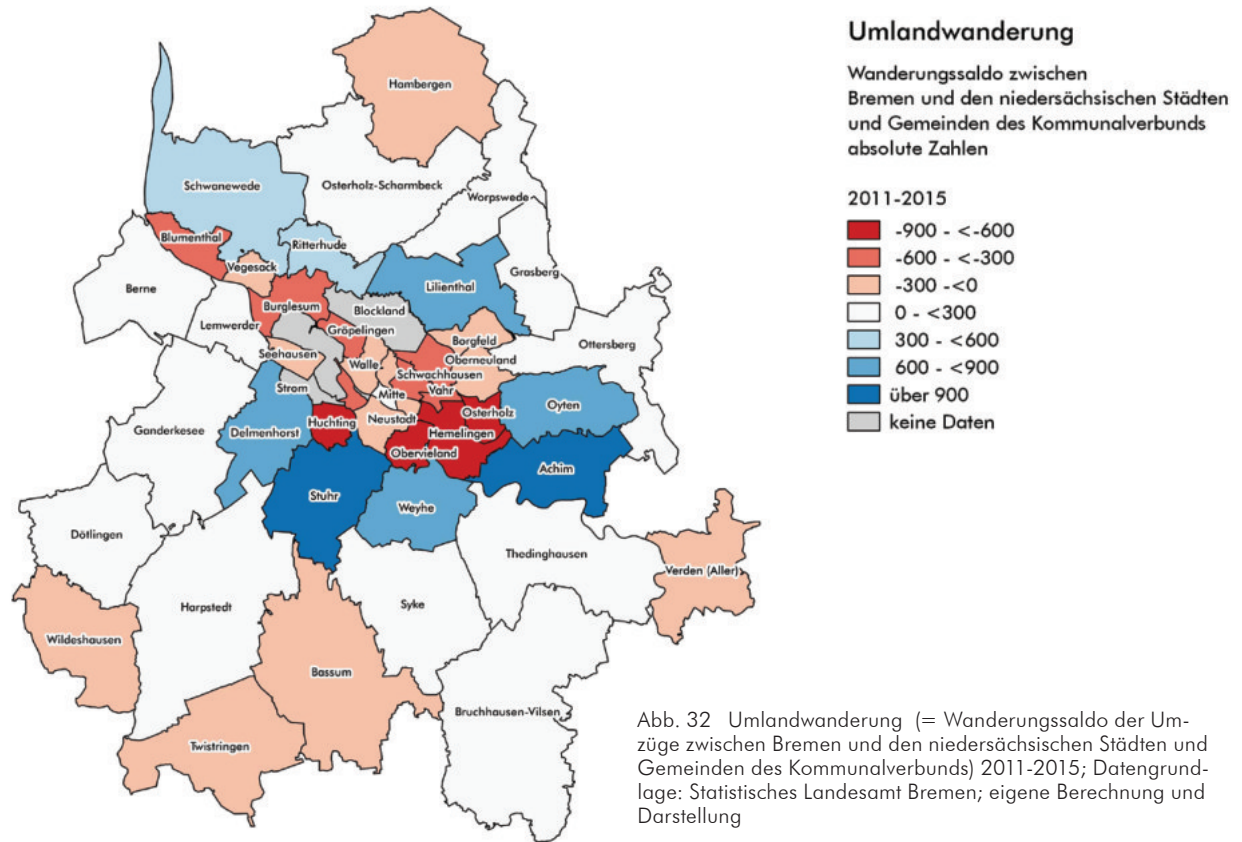 Umlandwanderung
Wanderungssaldo zwischen
Bremen und den niedersächsischen Städten
und Gemeinden des Kommunalverbunds
absolute Zahlen
2011-2015
-900 - <-600
-600 - <-300
-300 -<0
0 - <300
300 - <600
600 - <900
über 900
keine Daten
Hambergen
Schwanewede
Osterholz-Scharmbeck
Worpswede
Blumenthal
Ritterhude
Vegesack
Grasberg
Berne
Lilienthal
Burglesum
Blockland
Lemwerder
Gröpelingen
Borgfeld
Ottersberg
Seehausen
Walle
Oberneuland
Schwachhausen
Strom
Mitte
Vahr
Oyten
Ganderkesee
Delmenhorst
Huchting
Neustadt
Osterholz
Hemelingen
Obervieland
Achim
Stuhr
Weyhe
Dötlingen
Thedinghausen
Verden (Aller)
Harpstedt
Syke
Wildeshausen
Bassum
Bruchhausen-Vilsen
Twistringen
Abb. 32 Umlandwanderung (= Wanderungssaldo der Um-
züge zwischen Bremen und den niedersächsischen Städten und
Gemeinden des Kommunalverbunds) 2011-2015; Datengrund-
lage: Statistisches Landesamt Bremen; eigene Berechnung und
Darstellung